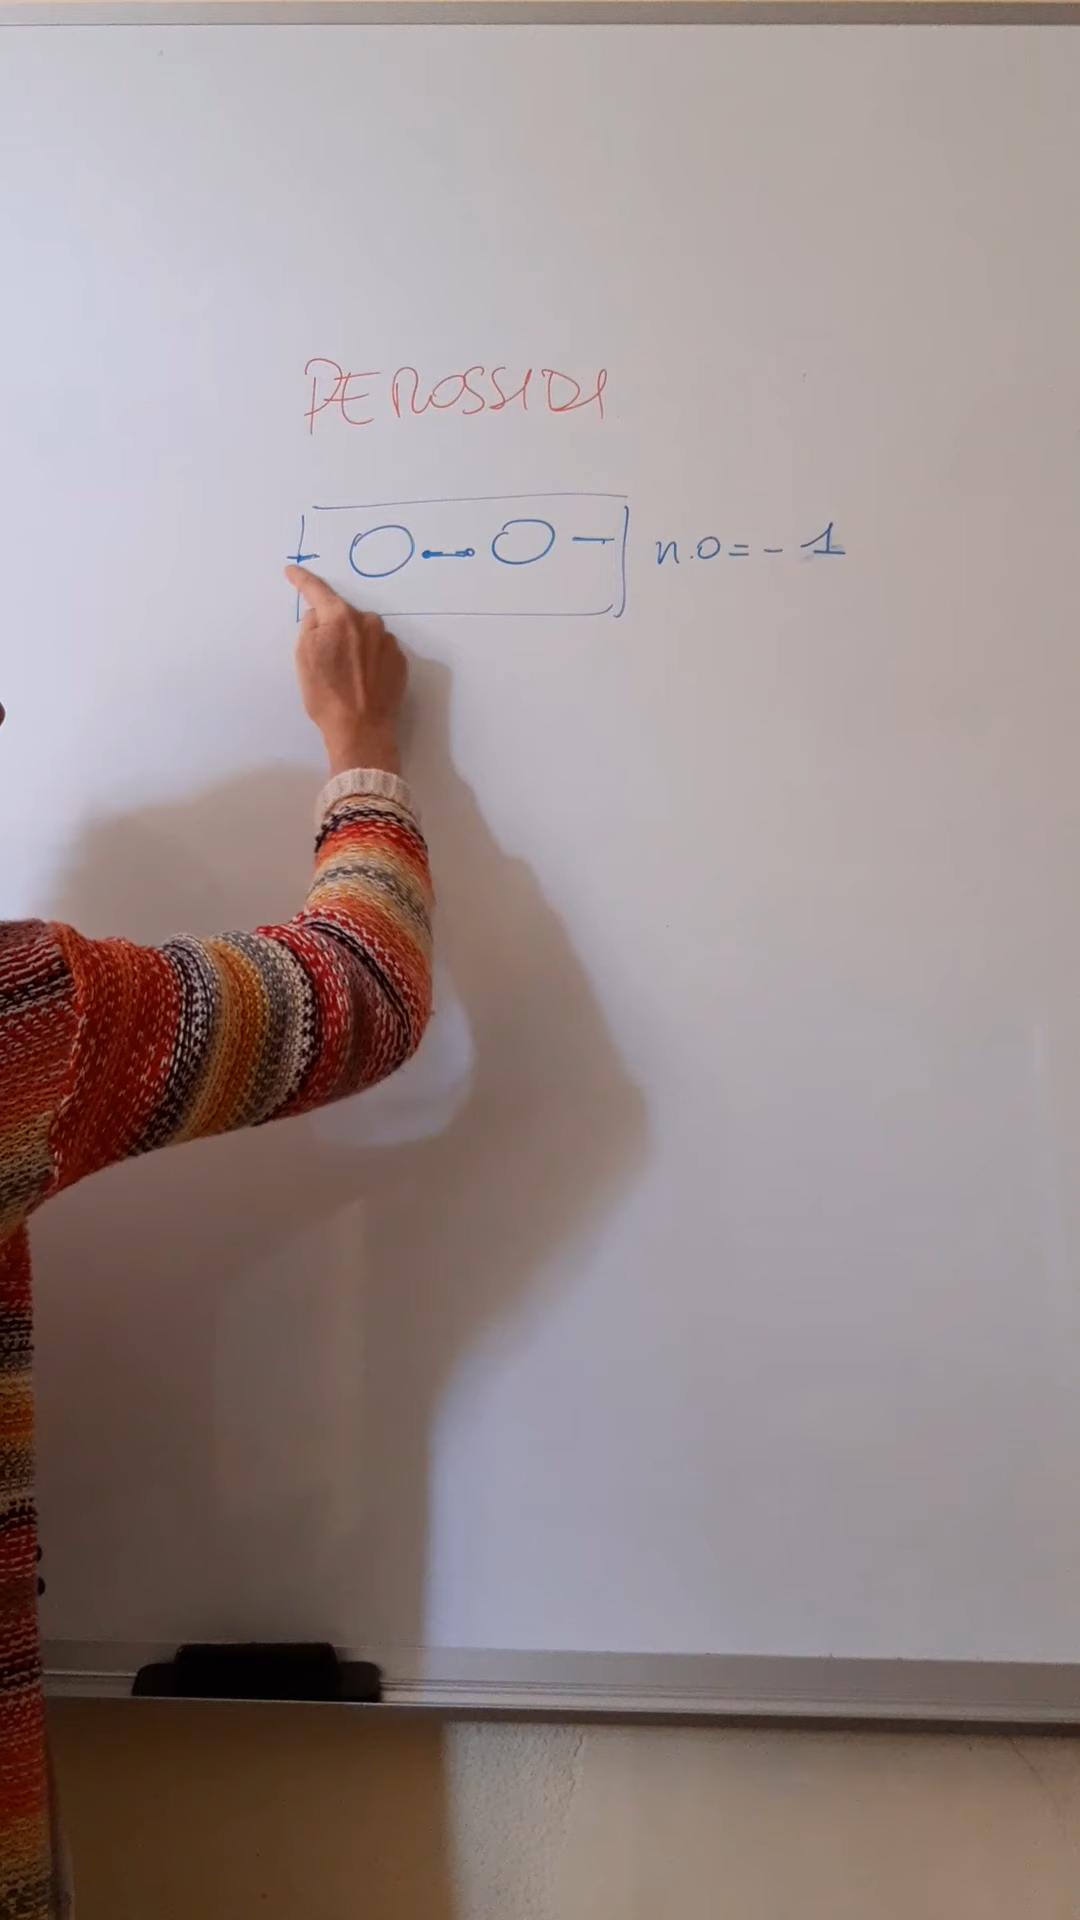 PEROSSIDI
- O - O - n.o = - 1